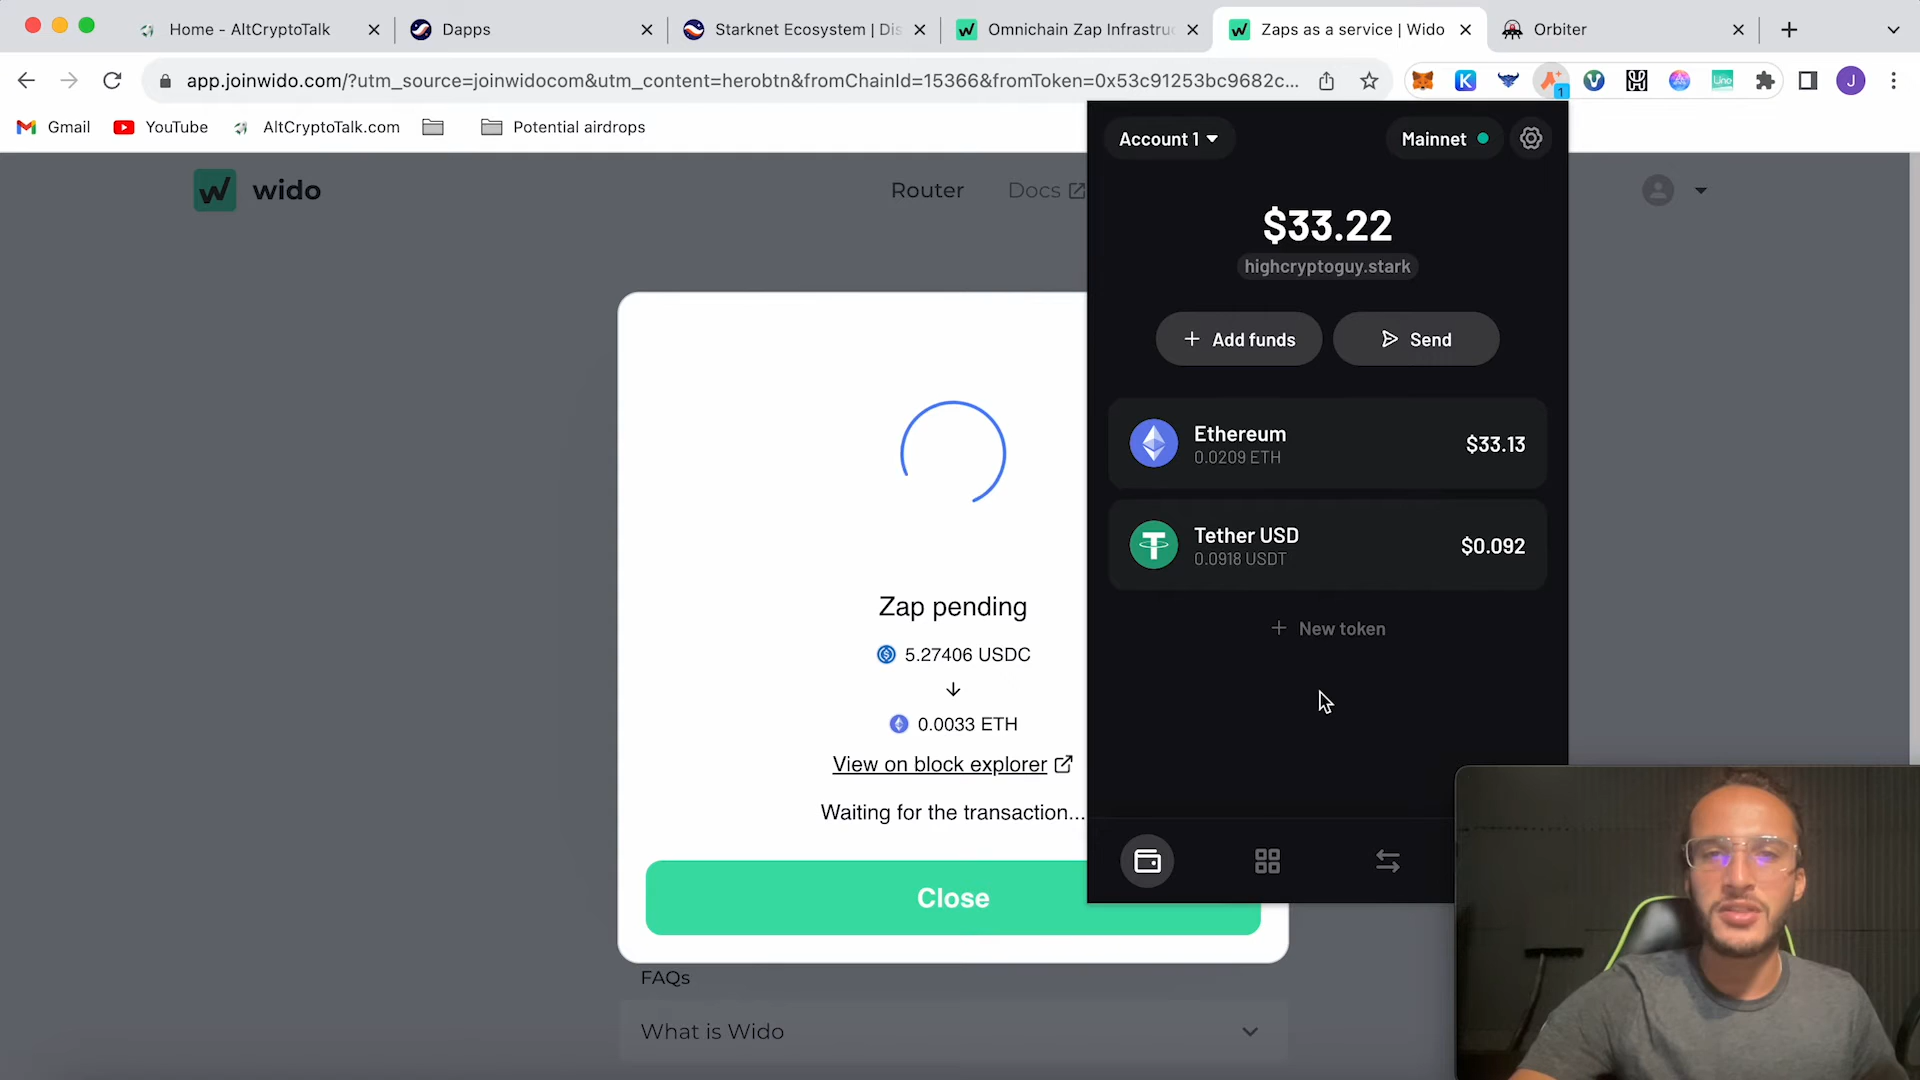 Home - AltCryptoTalk
Dapps
Starknet Ecosystem | Dis
Omnichain Zap Infrastruc
Zaps as a service | Wido
Orbiter
app.joinwido.com/?utm_source=joinwidocom&utm_content=herobtn&fromChainId=15366&fromToken=0x53c91253bc9682c...
1
Lino
J
Gmail
YouTube
AltCryptoTalk.com
Potential airdrops
wido
Router
Docs
Account 1
Mainnet
$33.22
highcryptoguy.stark
Add funds
Send
Ethereum
0.0209 ETH
$33.13
Tether USD
0.0918 USDT
$0.092
New token
Zap pending
5.27406 USDC
0.0033 ETH
View on block explorer
Waiting for the transaction...
Close
FAQs
What is Wido